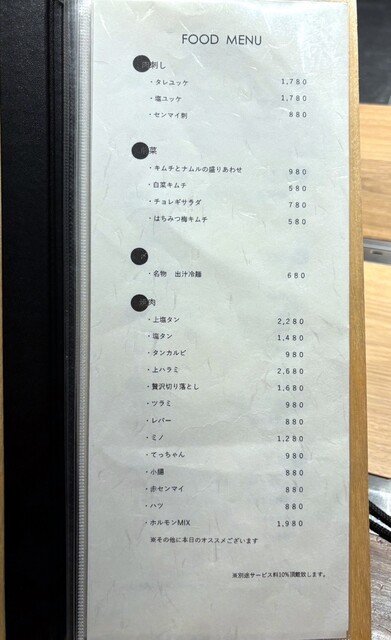 FOOD MENU
刺し
・タレユッケ 1,780
・塩ユッケ 1,780
・センマイ刺 880
菜
・キムチとナムルの盛りあわせ 980
・白菜キムチ 580
・チョレギサラダ 780
・はちみつ梅キムチ 580
・名物 出汁冷麺 680
肉
・上塩タン 2,280
・塩タン 1,480
・タンカルビ 980
・上ハラミ 2,680
・贅沢切り落とし 1,680
・ツラミ 980
・レバー 880
・ミノ 1,280
・てっちゃん 980
・小腸 880
・赤センマイ 880
・ハツ 880
・ホルモンMIX 1,980
※その他に本日のオススメございます
※別途サービス料10%頂戴致します。